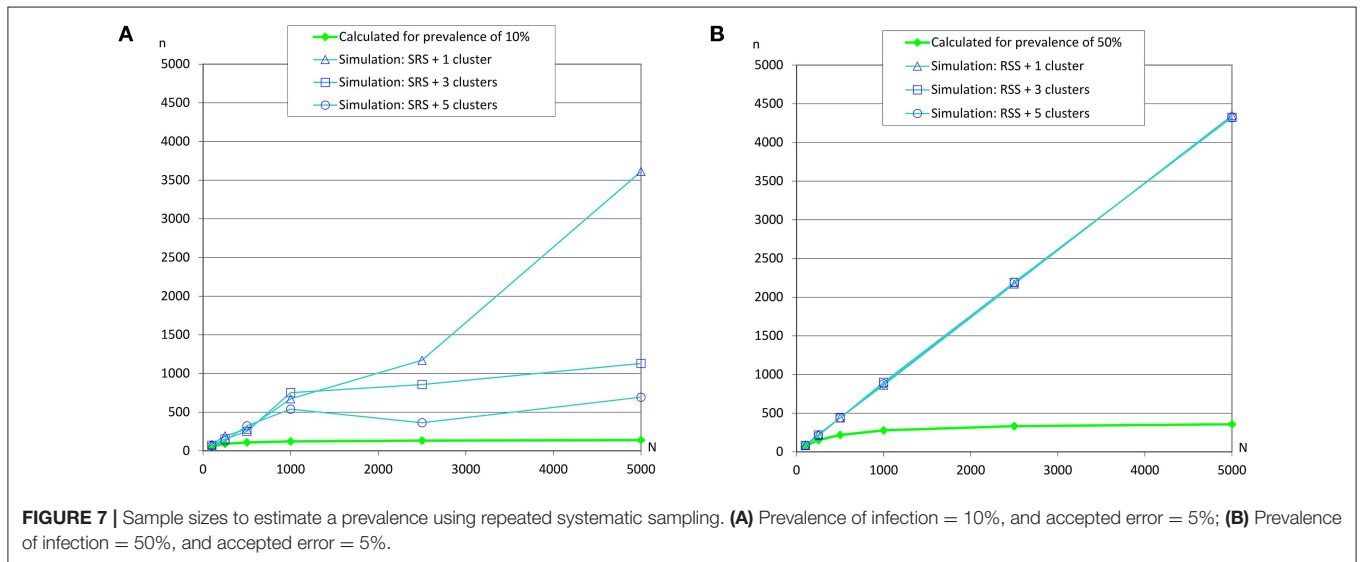 A
n
Calculated for prevalence of 10%
Simulation: SRS + 1 cluster
Simulation: SRS + 3 clusters
Simulation: SRS + 5 clusters
5000
4500
4000
3500
3000
2500
2000
1500
1000
500
0
0 1000 2000 3000 4000 5000
N
B
n
Calculated for prevalence of 50%
Simulation: RSS + 1 cluster
Simulation: RSS + 3 clusters
Simulation: RSS + 5 clusters
5000
4500
4000
3500
3000
2500
2000
1500
1000
500
0
0 1000 2000 3000 4000 5000
N
FIGURE 7 | Sample sizes to estimate a prevalence using repeated systematic sampling. (A) Prevalence of infection = 10%, and accepted error = 5%; (B) Prevalence
of infection = 50%, and accepted error = 5%.